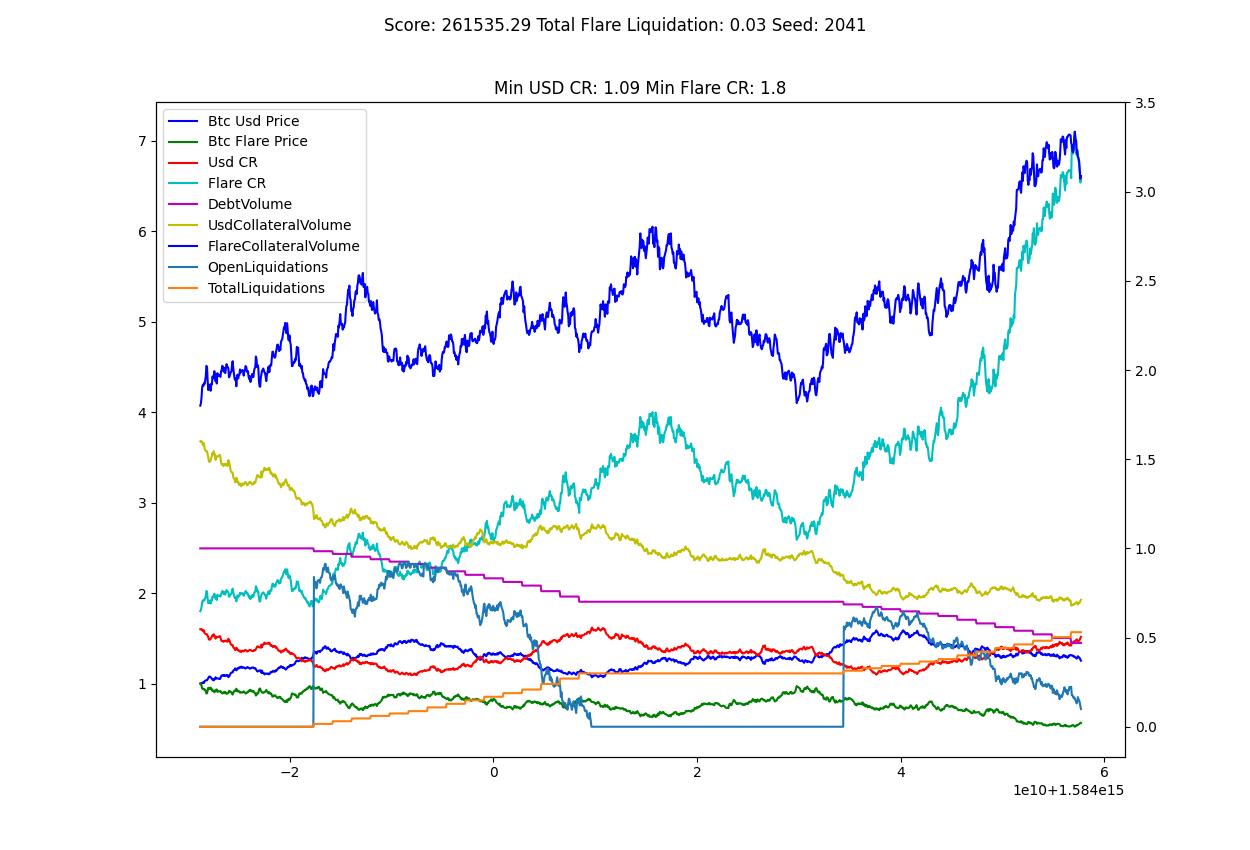 Score: 261535.29 Total Flare Liquidation: 0.03 Seed: 2041
Min USD CR: 1.09 Min Flare CR: 1.8
Btc Usd Price
Btc Flare Price
Usd CR
Flare CR
DebtVolume
UsdCollateralVolume
FlareCollateralVolume
OpenLiquidations
TotalLiquidations
7
6
5
4
3
2
1
3.5
3.0
2.5
2.0
1.5
1.0
0.5
0.0
−2 0 2 4 6
1e10+1.584e15